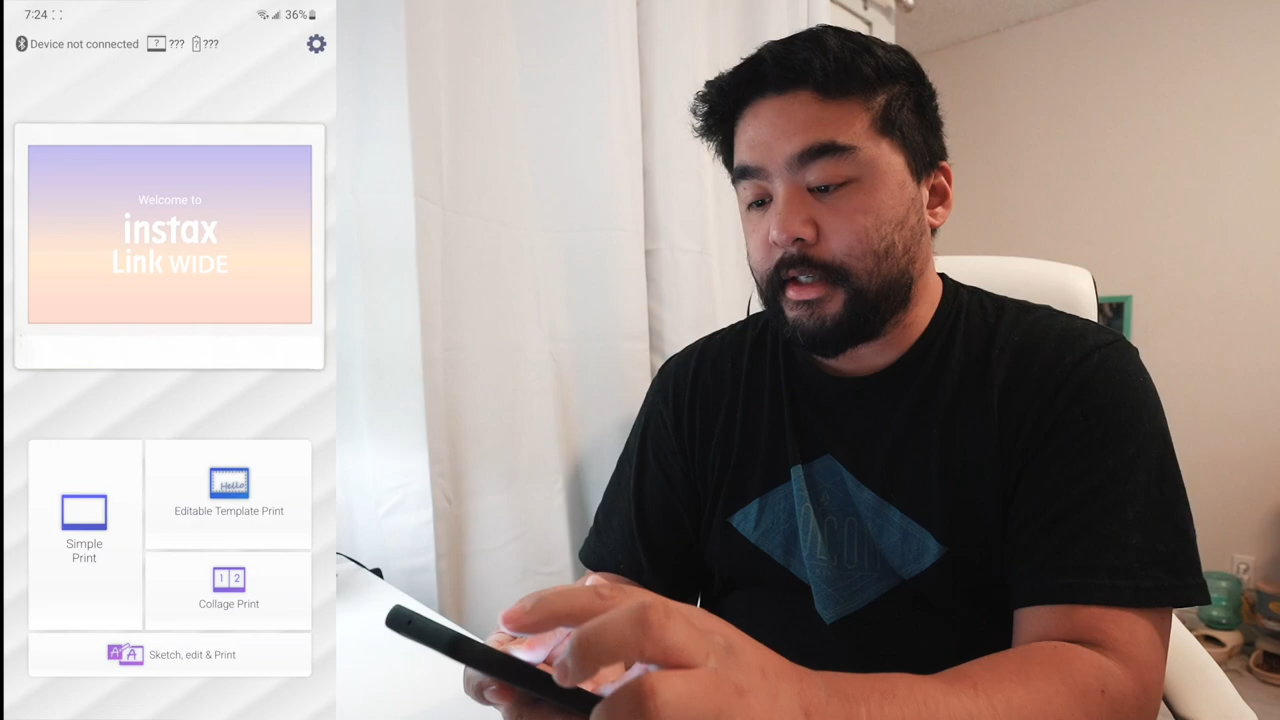 7:24
36%
Device not connected
? ???
? ???
Welcome to
instax
Link WIDE
Hello
Editable Template Print
Simple
Print
1 2
Collage Print
A A Sketch, edit & Print